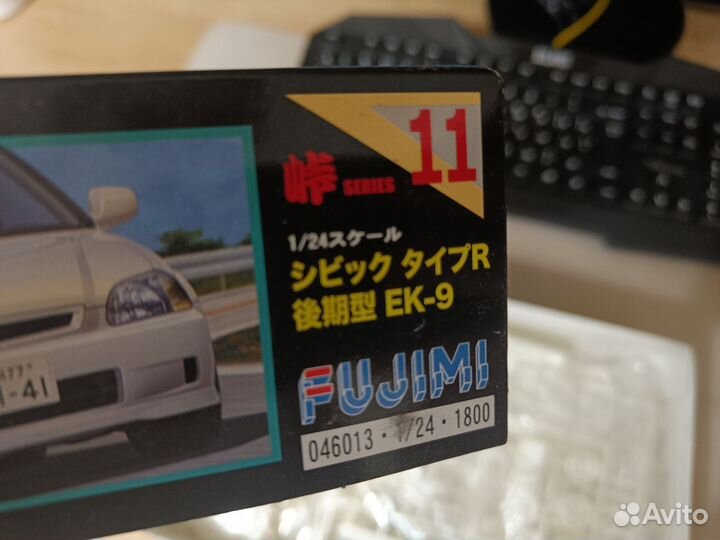 11
峠 SERIES
1/24スケール
シビック タイプR
後期型 EK-9
FUJIMI
046013・1/24・1800
77
-41
Avito